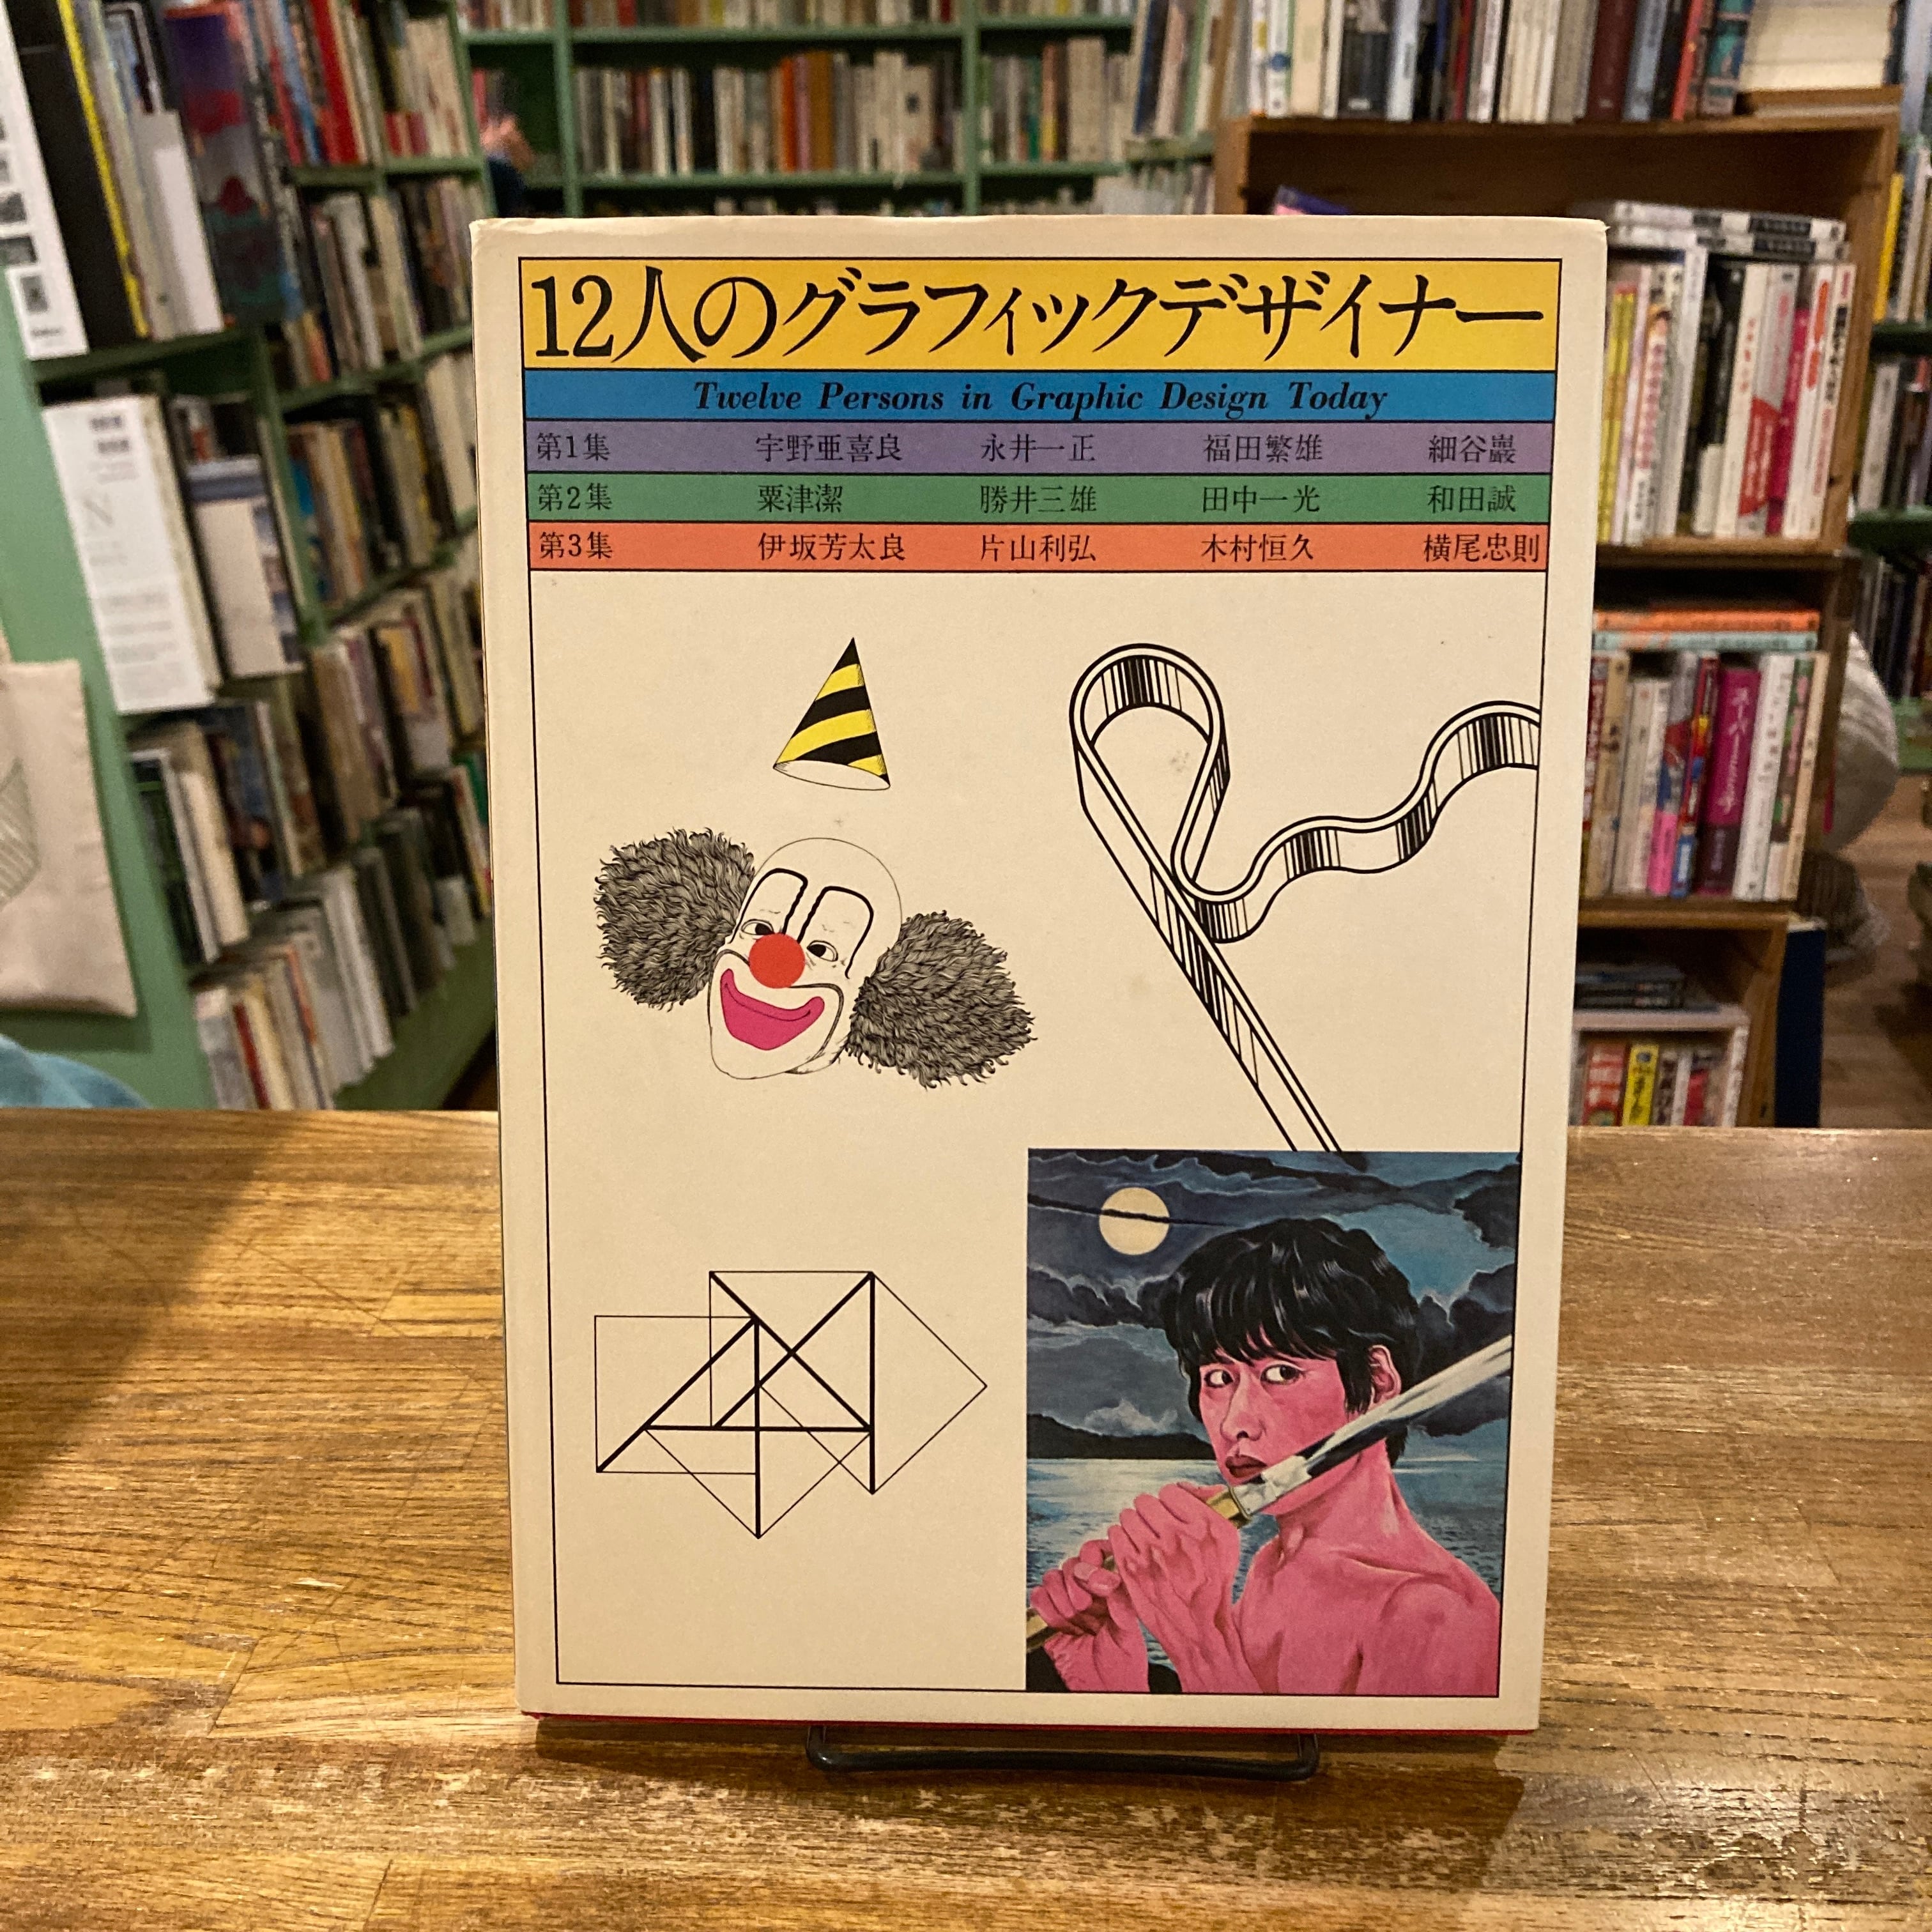 12人のグラフィックデザイナー
Twelve Persons in Graphic Design Today
第1集 宇野亜喜良 永井一正 福田繁雄 細谷巖
第2集 粟津潔 勝井三雄 田中一光 和田誠
第3集 伊坂芳太良 片山利弘 木村恒久 横尾忠則